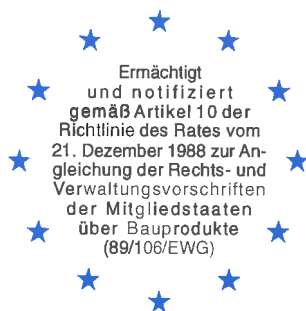 Ermächtigt
und notifiziert
gemäß Artikel 10 der
Richtlinie des Rates vom
21. Dezember 1988 zur An-
gleichung der Rechts- und
Verwaltungsvorschriften
der Mitgliedstaaten
über Bauprodukte
(89/106/EWG)